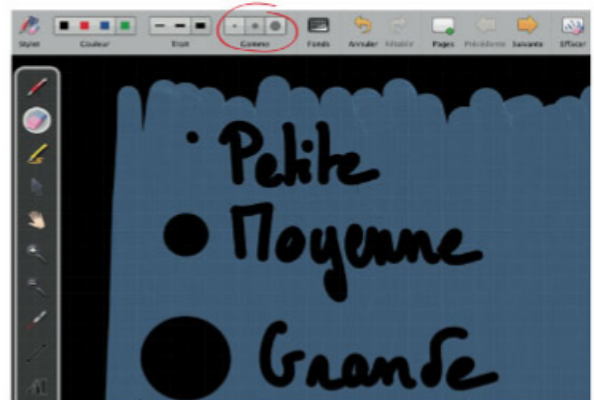 Stylet Couleur Trait Gomme Fonds Annuler Rétablir Pages Précédente Suivante Effacer
Petite
Moyenne
Grande